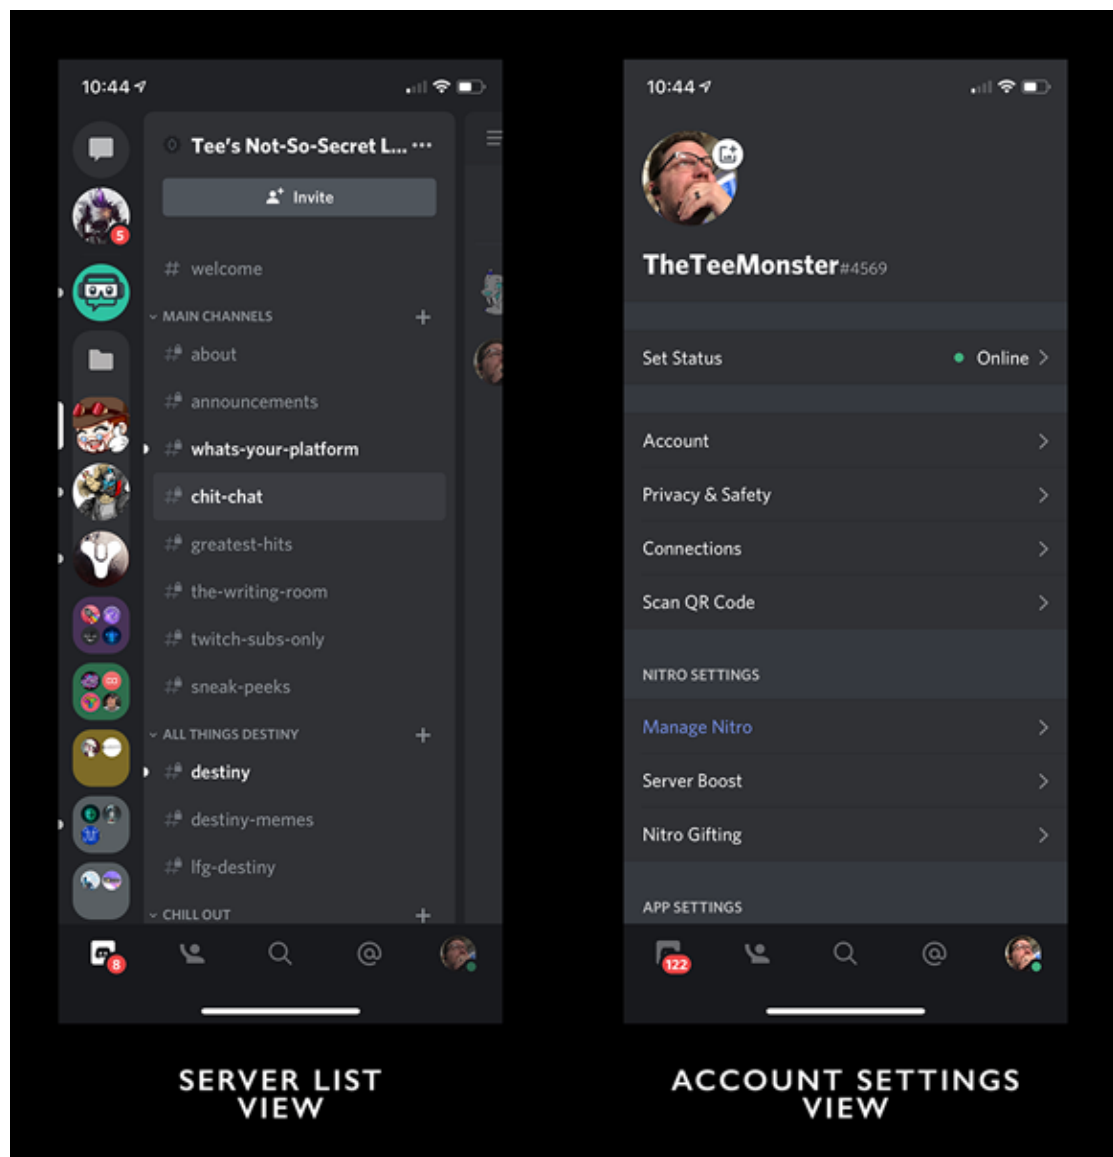 10:44
Tee's Not-So-Secret L...
Invite
5
# welcome
MAIN CHANNELS
about
announcements
whats-your-platform
chit-chat
greatest-hits
the-writing-room
twitch-subs-only
sneak-peeks
ALL THINGS DESTINY
destiny
destiny-memes
lfg-destiny
CHILL OUT
8
@
SERVER LIST
VIEW
10:44
TheTeeMonster#4569
Set Status Online
Account
Privacy & Safety
Connections
Scan QR Code
NITRO SETTINGS
Manage Nitro
Server Boost
Nitro Gifting
APP SETTINGS
122
@
ACCOUNT SETTINGS
VIEW